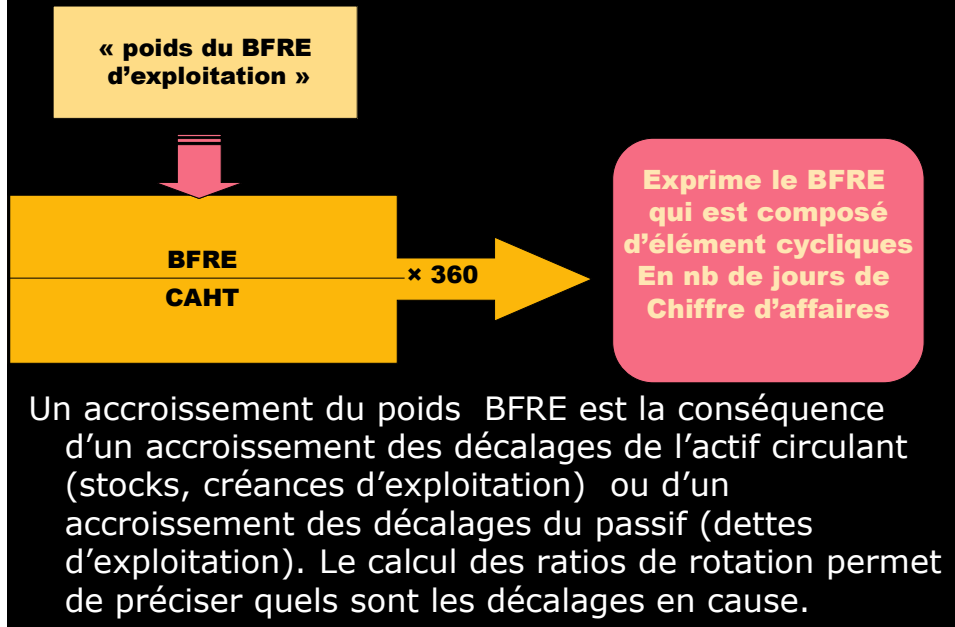 « poids du BFRE
d’exploitation »
BFRE
CAHT
× 360
Exprime le BFRE
qui est composé
d’élément cycliques
En nb de jours de
Chiffre d’affaires
Un accroissement du poids BFRE est la conséquence
d’un accroissement des décalages de l’actif circulant
(stocks, créances d’exploitation) ou d’un
accroissement des décalages du passif (dettes
d’exploitation). Le calcul des ratios de rotation permet
de préciser quels sont les décalages en cause.